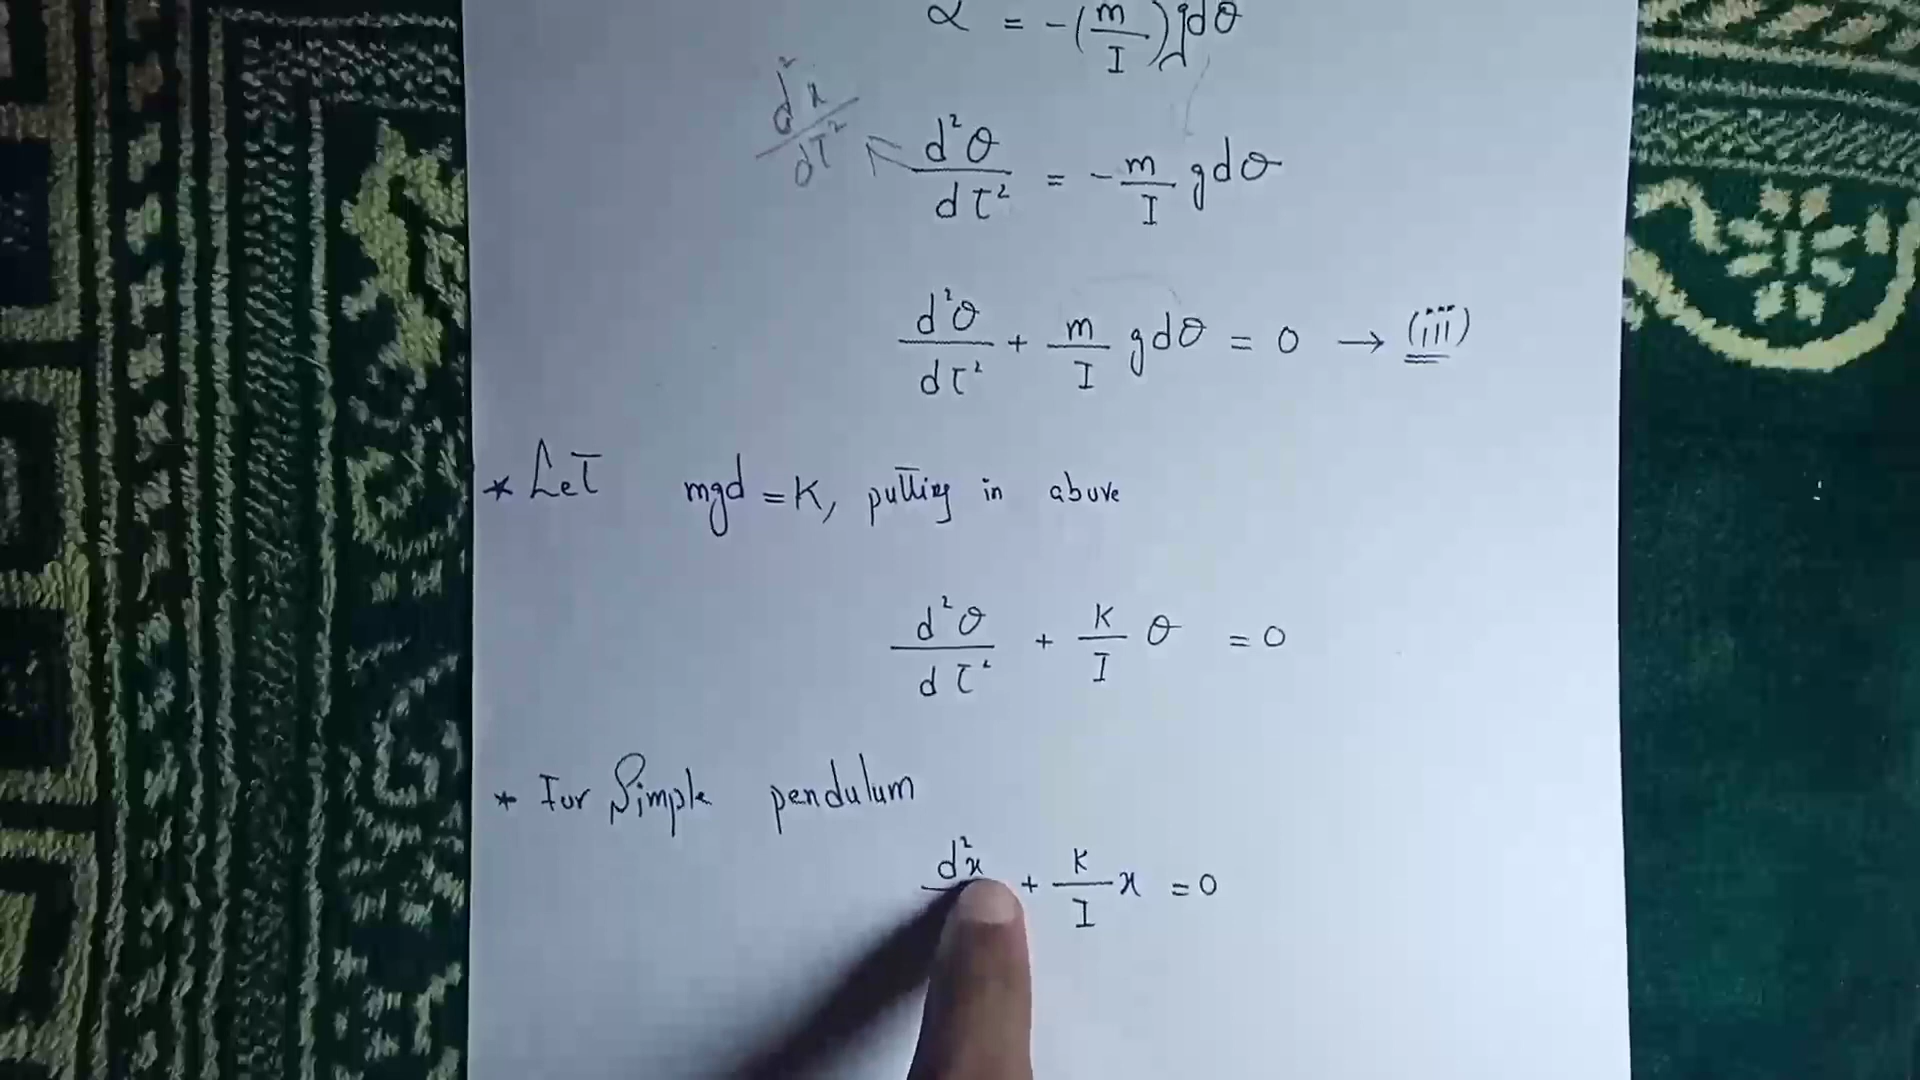 α = -(m/I)gdθ
d²x/dt²
d²θ/dt² = -m/I gdθ
d²θ/dt² + m/I gdθ = 0 → (iii)
* Let mgd = K, putting in above
d²θ/dt² + K/I θ = 0
* For Simple pendulum
d²x + K/I x = 0